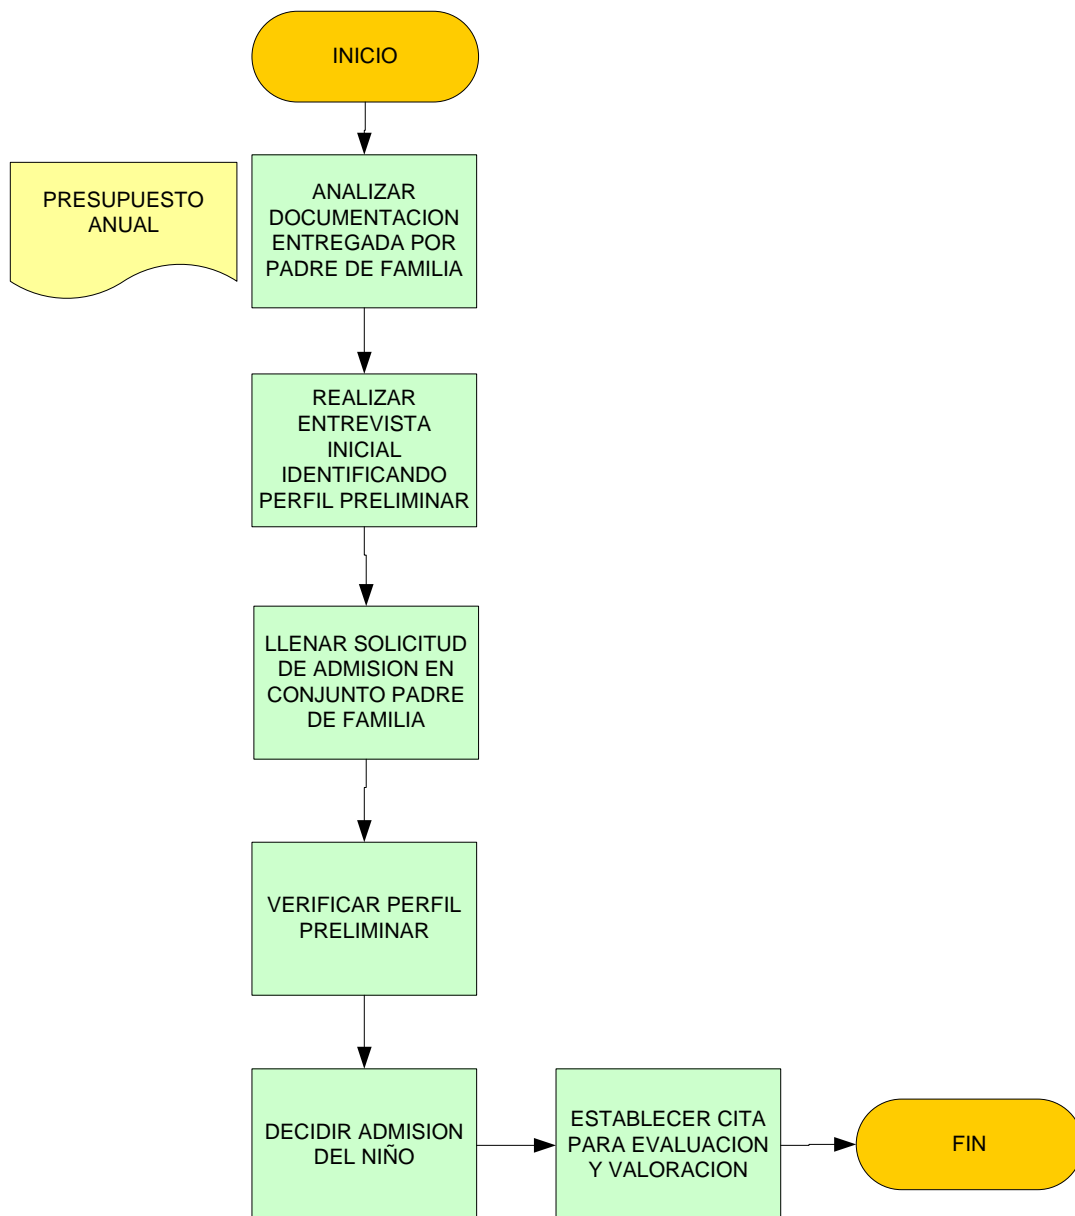 INICIO
PRESUPUESTO
ANUAL
ANALIZAR
DOCUMENTACION
ENTREGADA POR
PADRE DE FAMILIA
REALIZAR
ENTREVISTA
INICIAL
IDENTIFICANDO
PERFIL PRELIMINAR
LLENAR SOLICITUD
DE ADMISION EN
CONJUNTO PADRE
DE FAMILIA
VERIFICAR PERFIL
PRELIMINAR
DECIDIR ADMISION
DEL NIÑO
ESTABLECER CITA
PARA EVALUACION
Y VALORACION
FIN